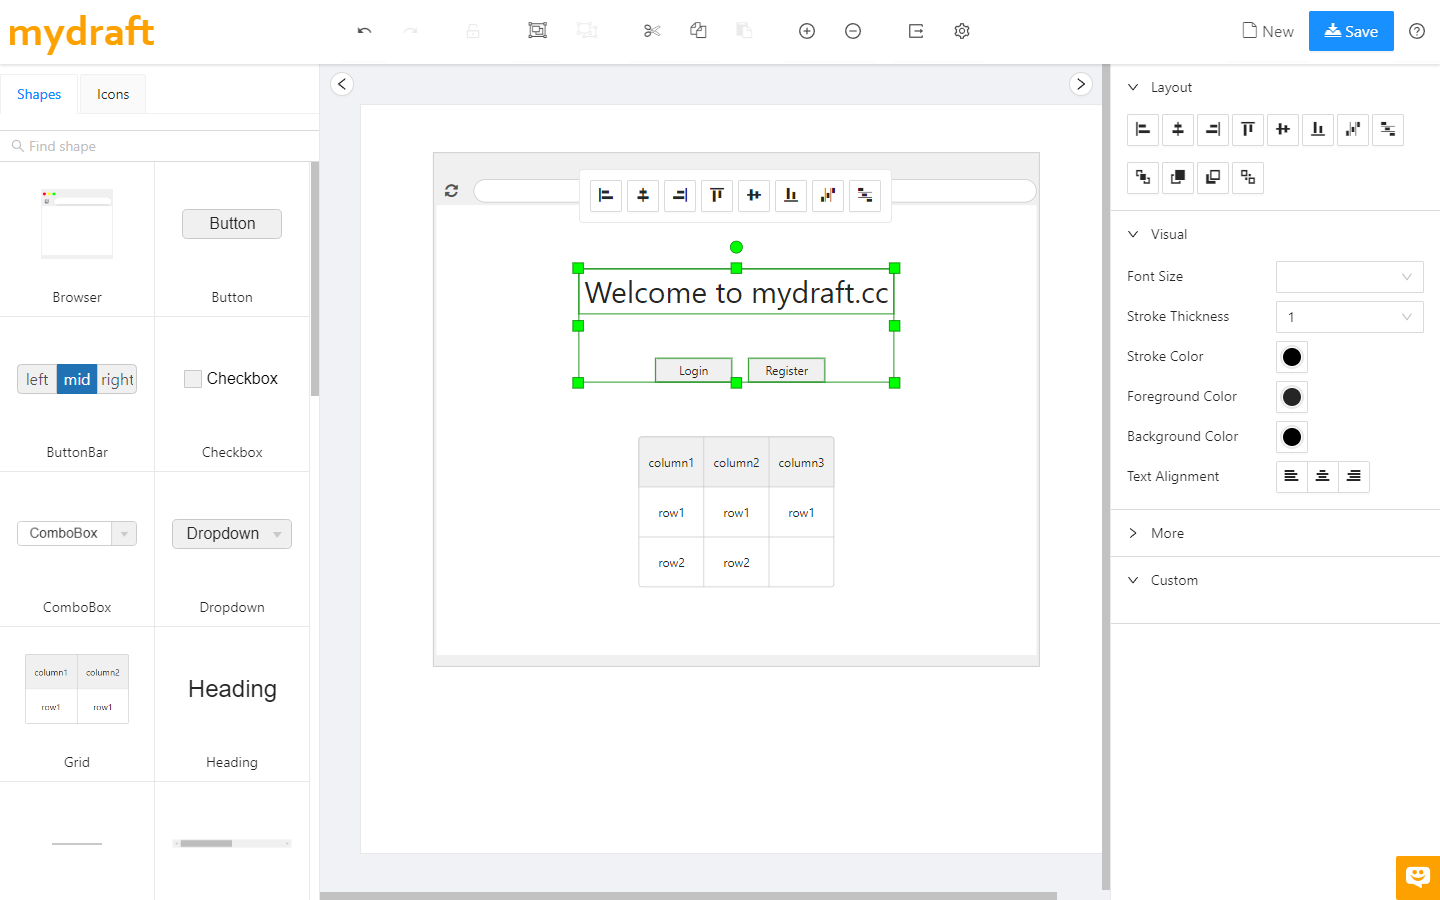 mydraft
New
Save
Shapes
Icons
Find shape
Browser
Button
Button
left
mid
right
ButtonBar
Checkbox
Checkbox
ComboBox
ComboBox
Dropdown
Dropdown
column1
column2
row1
row1
Grid
Heading
Heading
Welcome to mydraft.cc
Login
Register
column1
column2
column3
row1
row1
row1
row2
row2
Layout
Visual
Font Size
Stroke Thickness
1
Stroke Color
Foreground Color
Background Color
Text Alignment
More
Custom